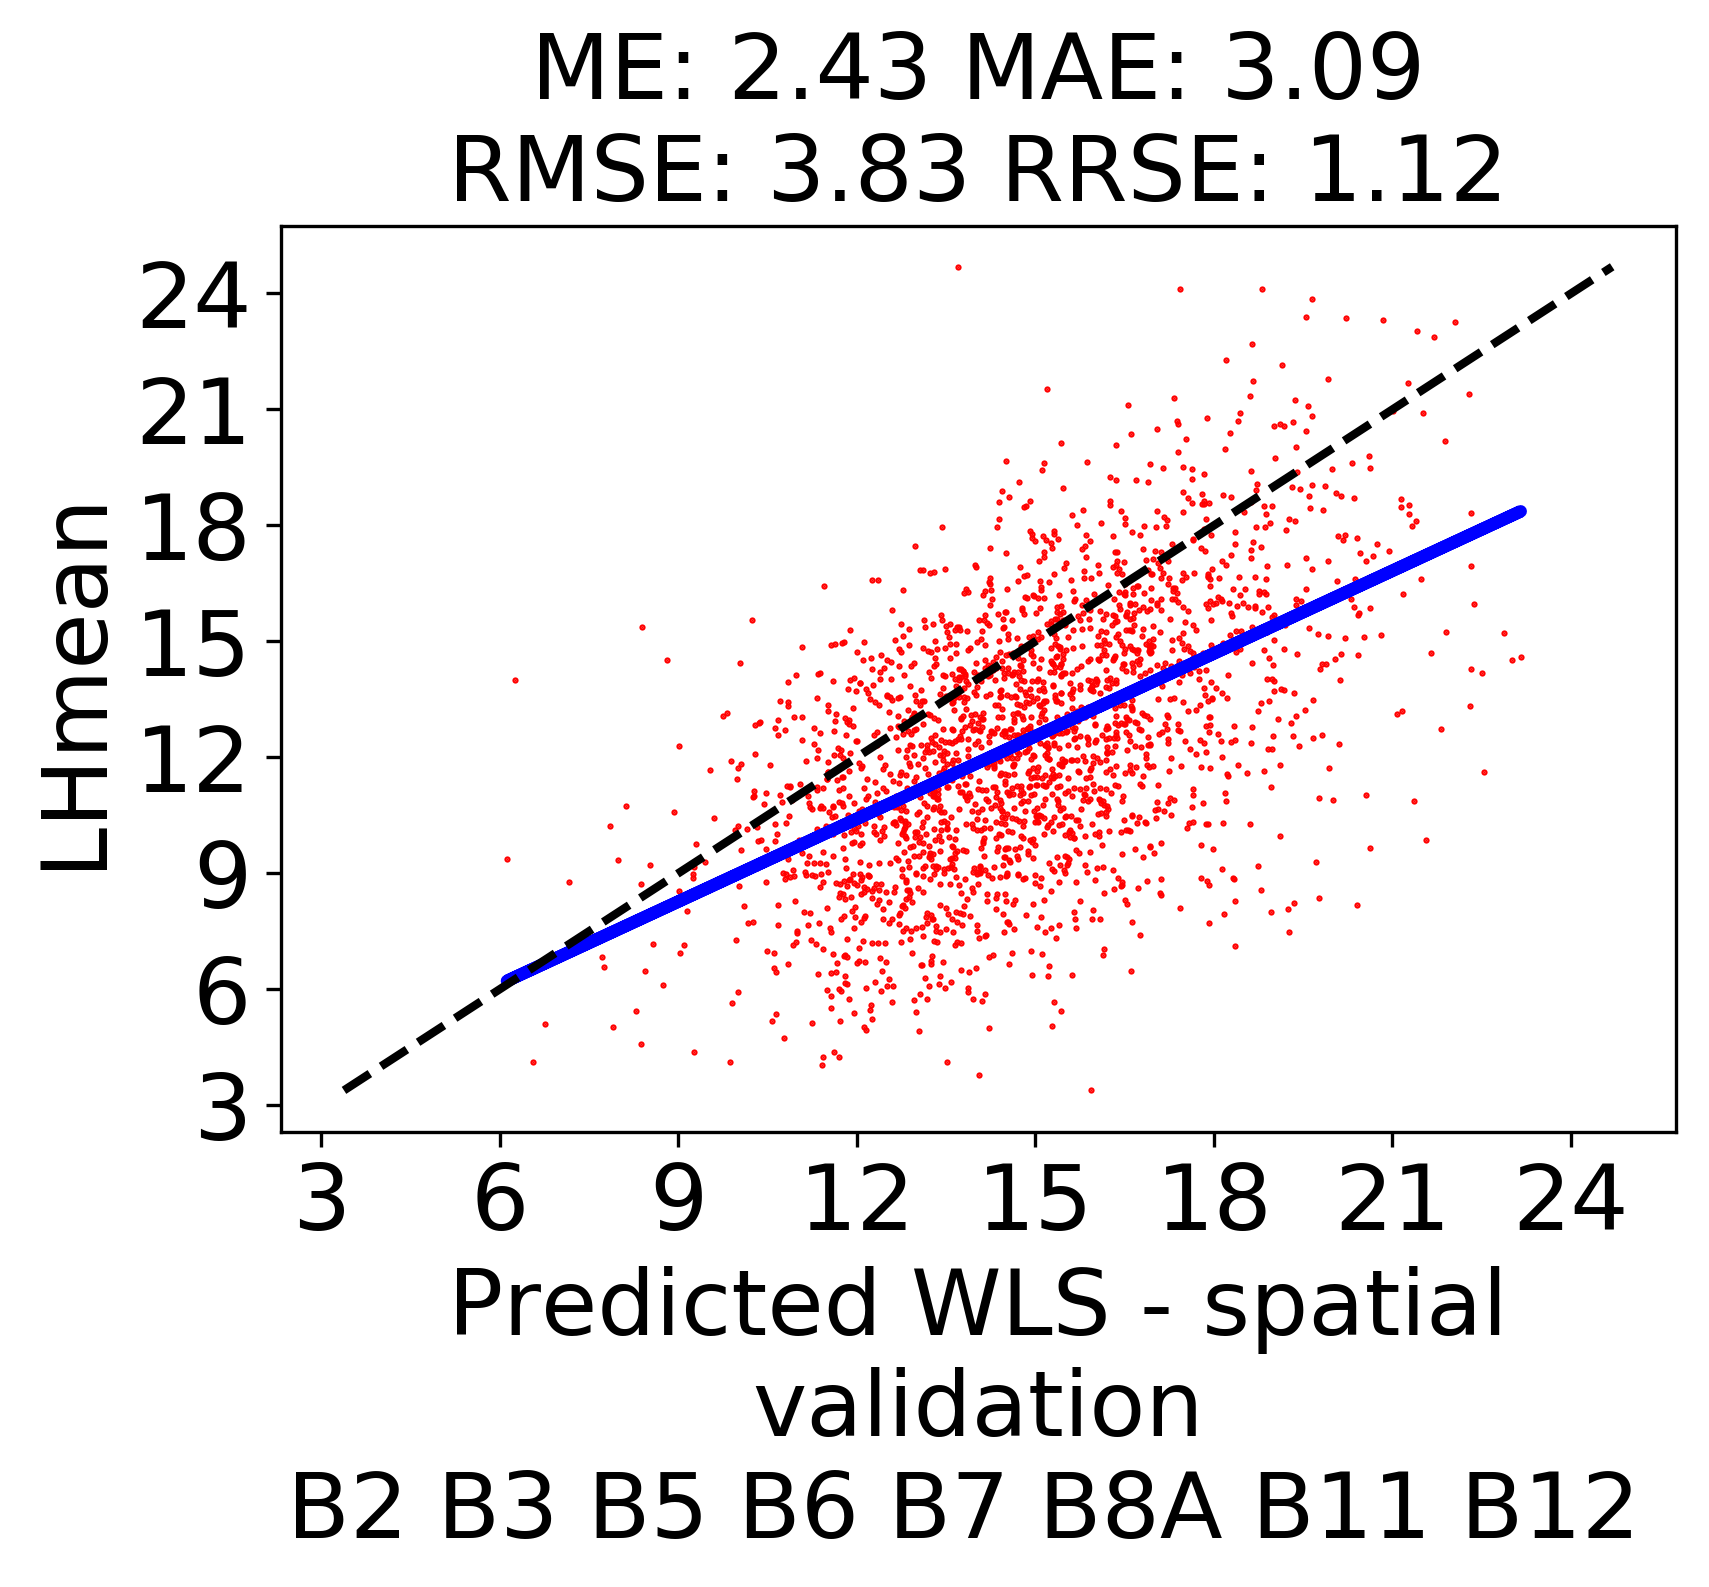 ME: 2.43 MAE: 3.09
RMSE: 3.83 RRSE: 1.12
24
21
18
15
12
9
6
3
LHmean
3 6 9 12 15 18 21 24
Predicted WLS - spatial
validation
B2 B3 B5 B6 B7 B8A B11 B12